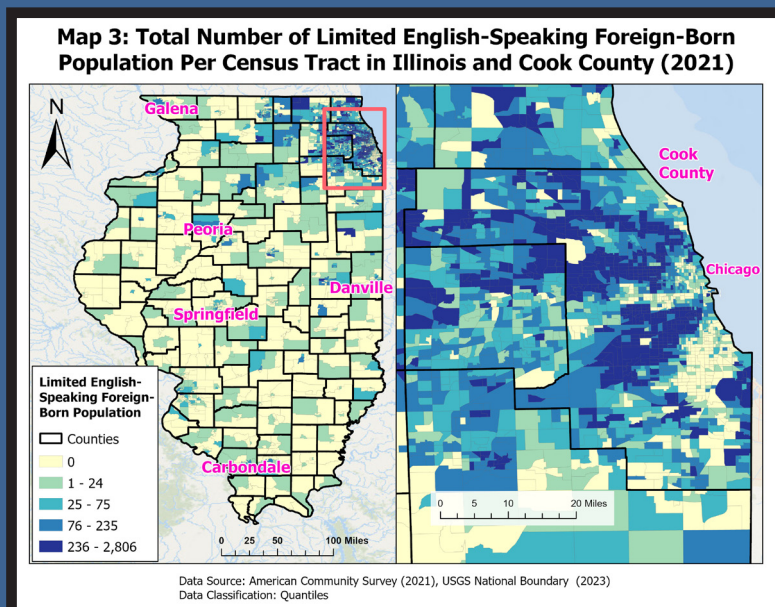 Map 3: Total Number of Limited English-Speaking Foreign-Born
Population Per Census Tract in Illinois and Cook County (2021)
N
Galena
Peoria
Springfield
Danville
Carbondale
Cook
County
Chicago
Limited English-
Speaking Foreign-
Born Population
Counties
0
1 - 24
25 - 75
76 - 235
236 - 2,806
0 25 50 100 Miles
0 5 10 20 Miles
Data Source: American Community Survey (2021), USGS National Boundary (2023)
Data Classification: Quantiles